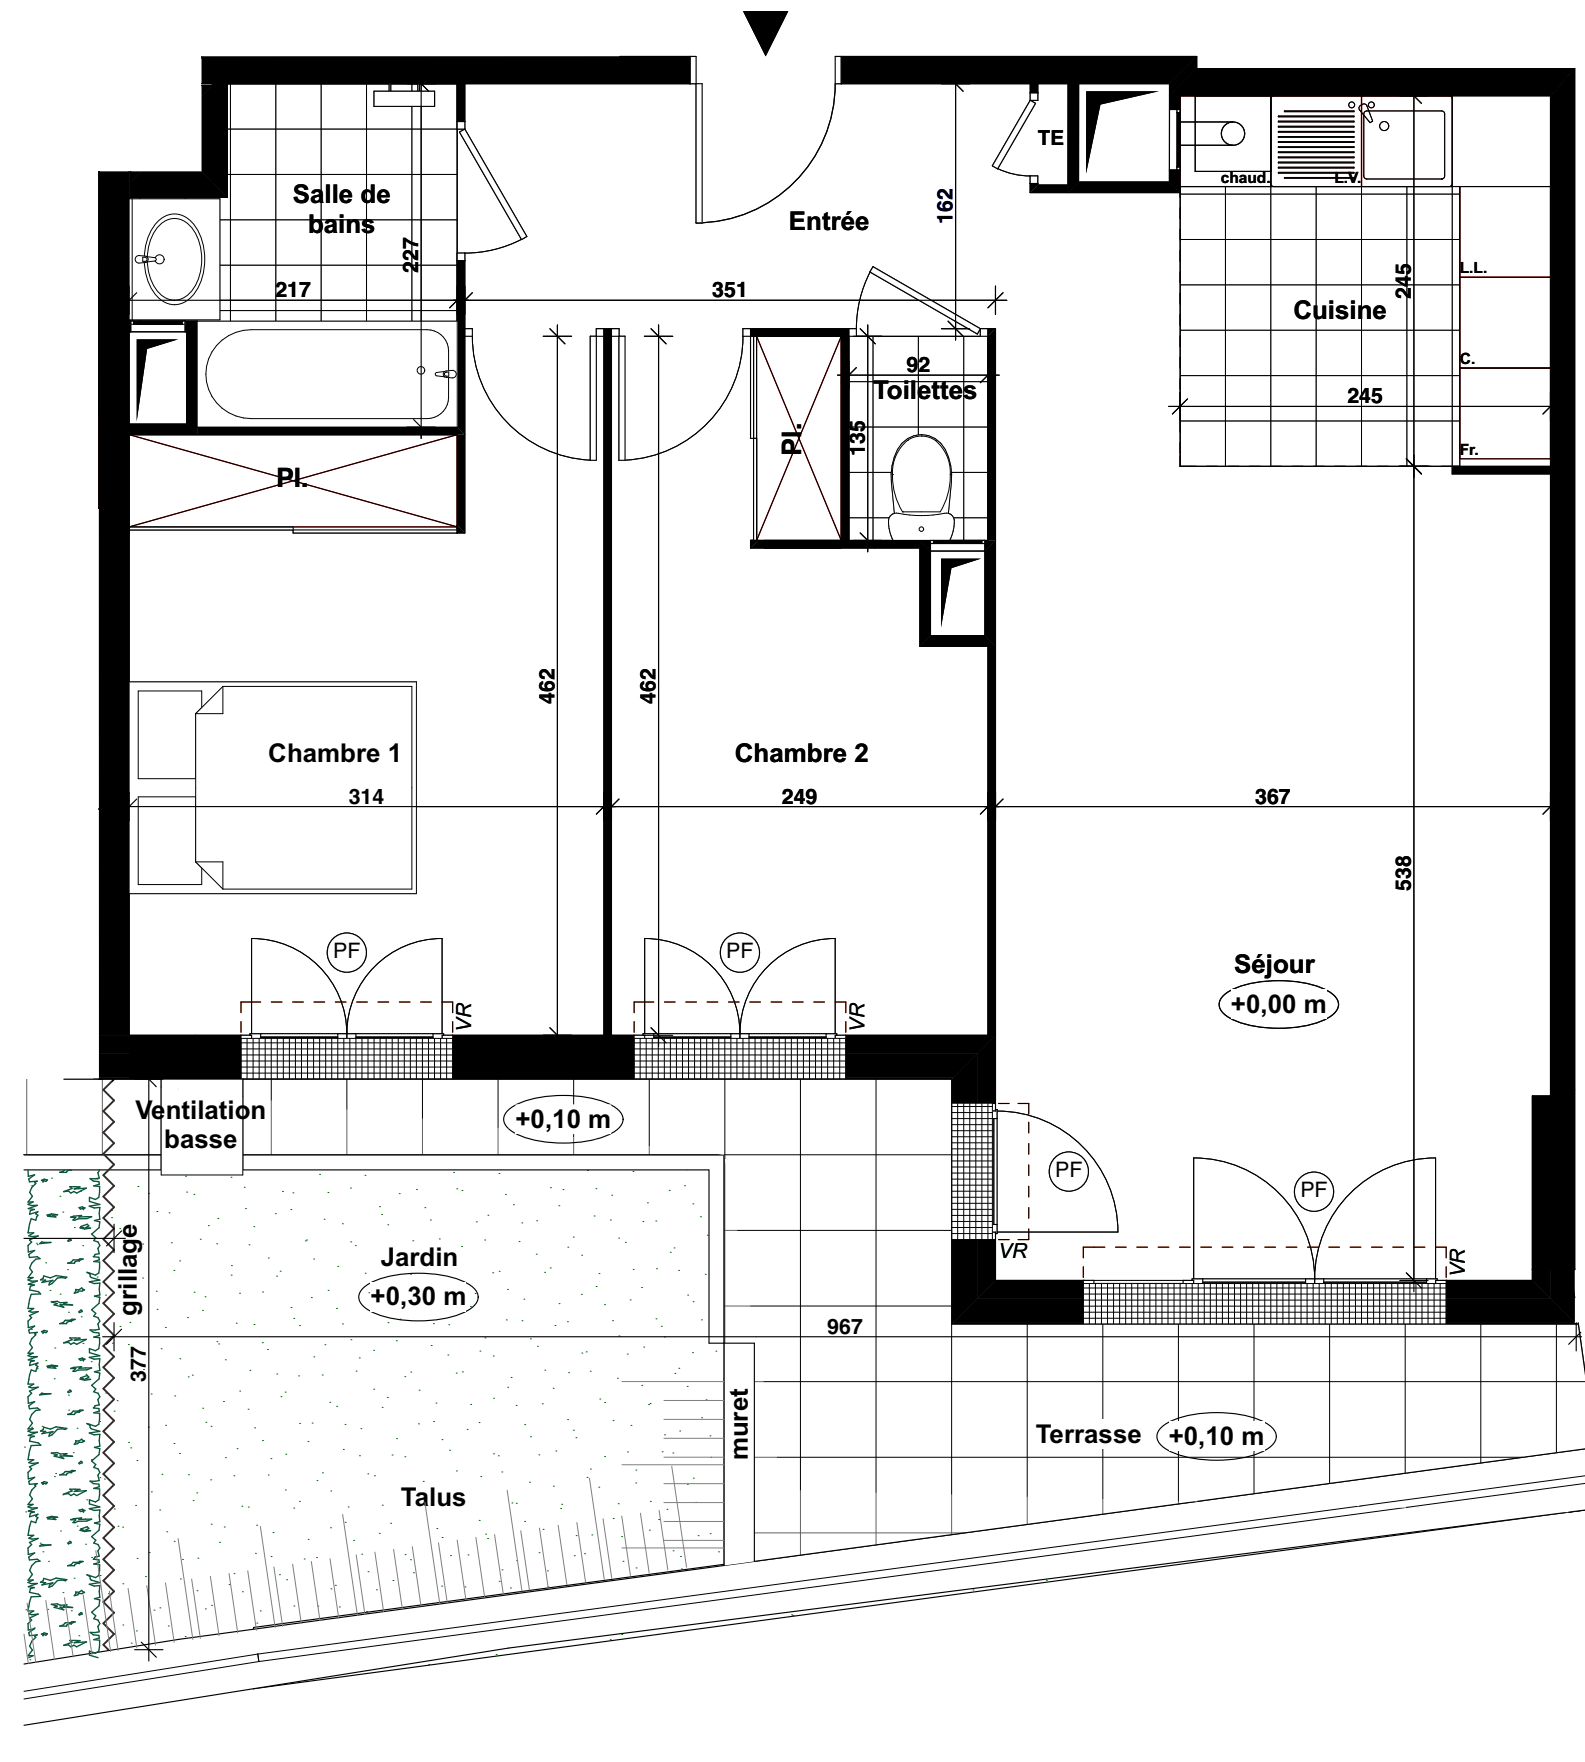 TE
chaud.
L.V.
Salle de
bains
227
217
Entrée
162
351
Cuisine
245
L.L.
C.
245
Fr.
92
Toilettes
135
Pl.
Pl.
462
462
Chambre 1
314
Chambre 2
249
367
538
PF
VR
PF
VR
Séjour
+0,00 m
Ventilation
basse
+0,10 m
PF
VR
PF
VR
grillage
Jardin
+0,30 m
967
377
muret
Terrasse
+0,10 m
Talus